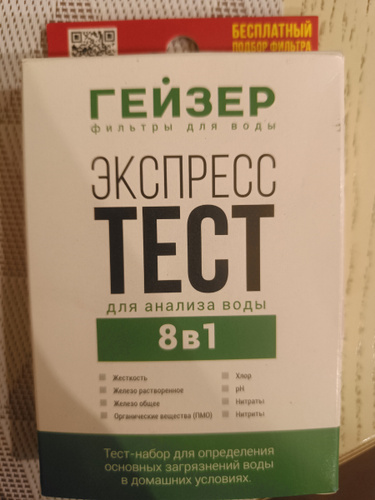 БЕСПЛАТНЫЙ
ПОДБОР ФИЛЬТРА
ГЕЙЗЕР
фильтры для воды
ЭКСПРЕСС
ТЕСТ
для анализа воды
8в1
Жесткость
Железо растворенное
Железо общее
Органические вещества (ПМО)
Хлор
pH
Нитраты
Нитриты
Тест-набор для определения
основных загрязнений воды
в домашних условиях.